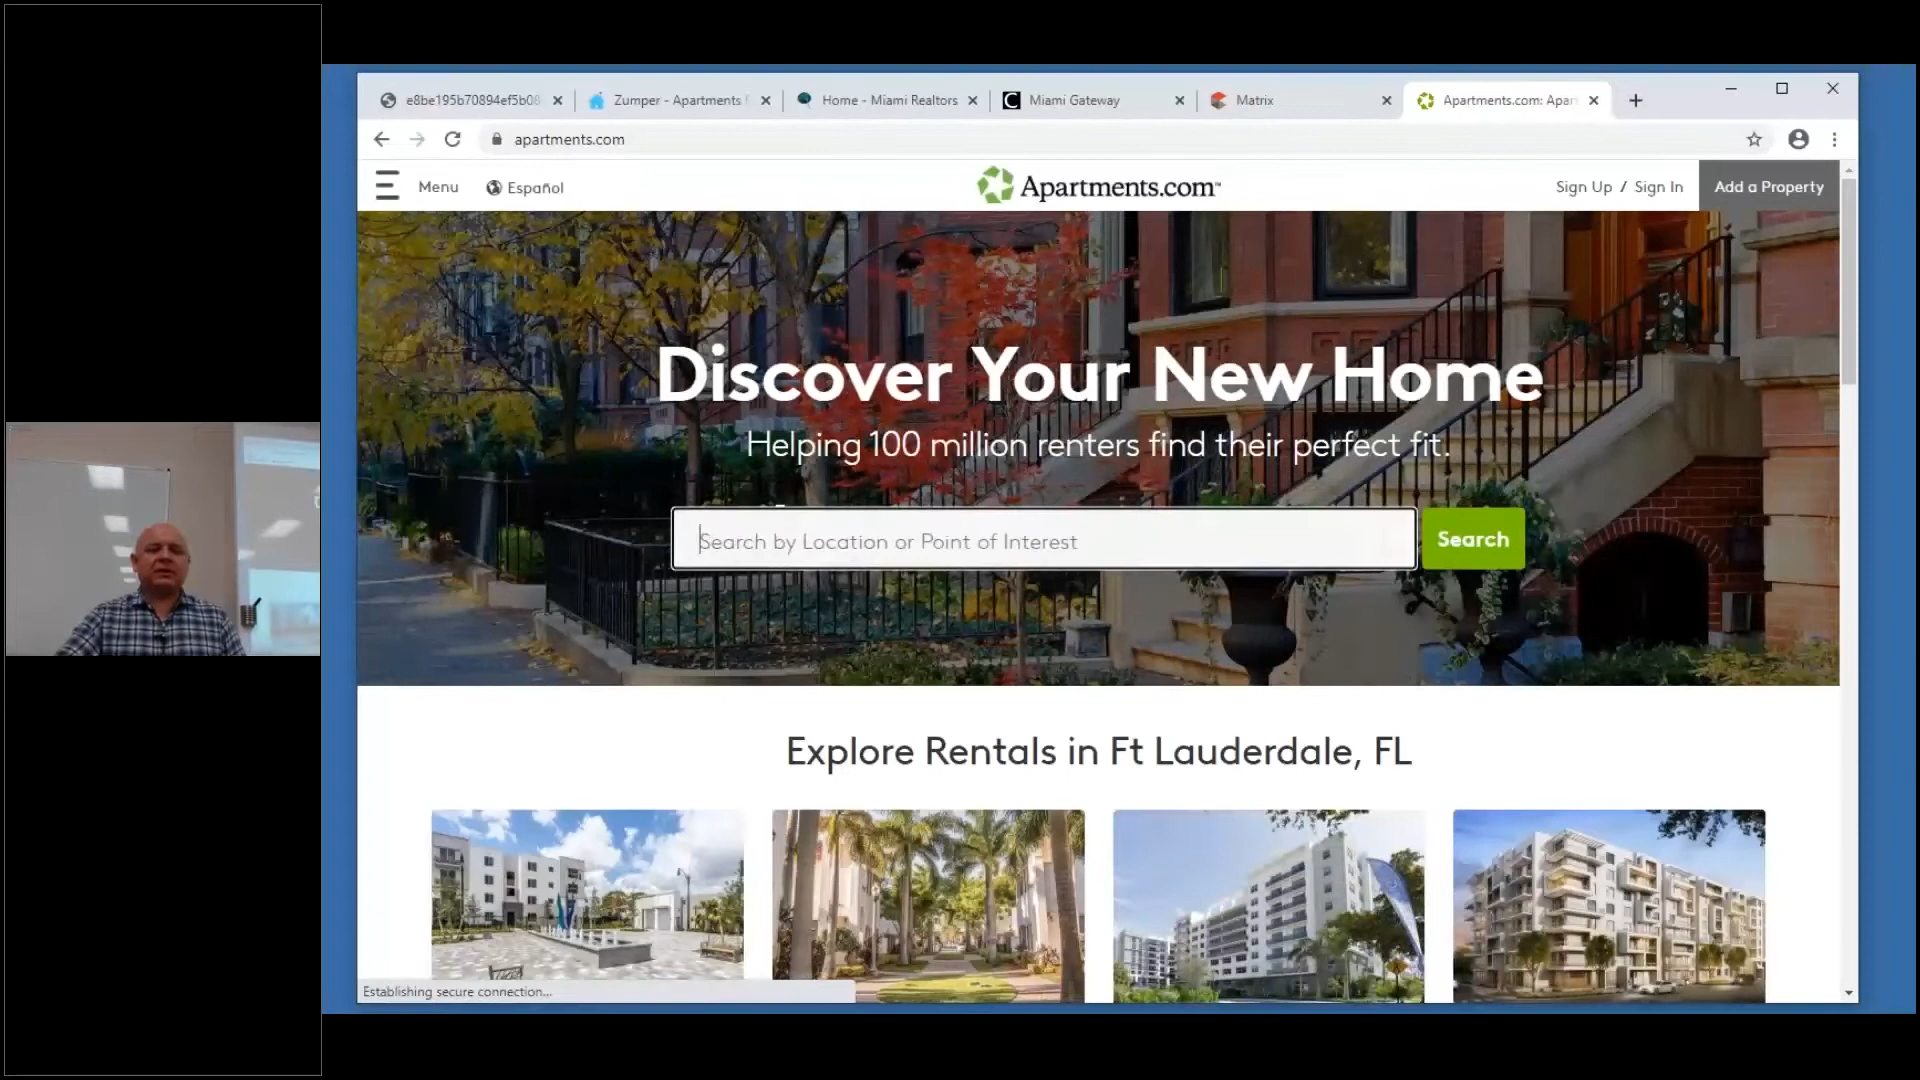 e8be195b70894ef5b08
Zumper - Apartments
Home - Miami Realtors
Miami Gateway
Matrix
Apartments.com: Apar
apartments.com
Menu
Español
Apartments.com™
Sign Up / Sign In
Add a Property
Discover Your New Home
Helping 100 million renters find their perfect fit.
Search by Location or Point of Interest
Search
Explore Rentals in Ft Lauderdale, FL
Establishing secure connection...